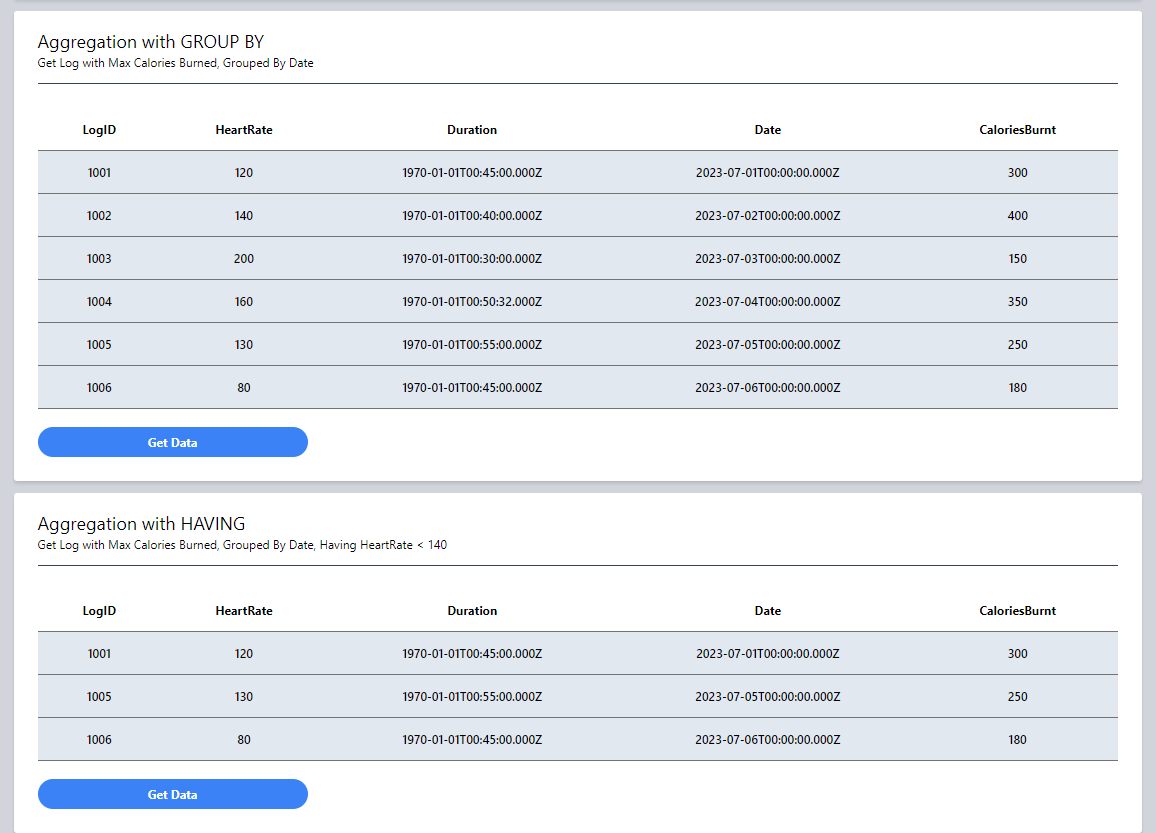 Aggregation with GROUP BY
Get Log with Max Calories Burned, Grouped By Date
LogID HeartRate Duration Date CaloriesBurnt
1001 120 1970-01-01T00:45:00.000Z 2023-07-01T00:00:00.000Z 300
1002 140 1970-01-01T00:40:00.000Z 2023-07-02T00:00:00.000Z 400
1003 200 1970-01-01T00:30:00.000Z 2023-07-03T00:00:00.000Z 150
1004 160 1970-01-01T00:50:32.000Z 2023-07-04T00:00:00.000Z 350
1005 130 1970-01-01T00:55:00.000Z 2023-07-05T00:00:00.000Z 250
1006 80 1970-01-01T00:45:00.000Z 2023-07-06T00:00:00.000Z 180
Get Data
Aggregation with HAVING
Get Log with Max Calories Burned, Grouped By Date, Having HeartRate < 140
LogID HeartRate Duration Date CaloriesBurnt
1001 120 1970-01-01T00:45:00.000Z 2023-07-01T00:00:00.000Z 300
1005 130 1970-01-01T00:55:00.000Z 2023-07-05T00:00:00.000Z 250
1006 80 1970-01-01T00:45:00.000Z 2023-07-06T00:00:00.000Z 180
Get Data